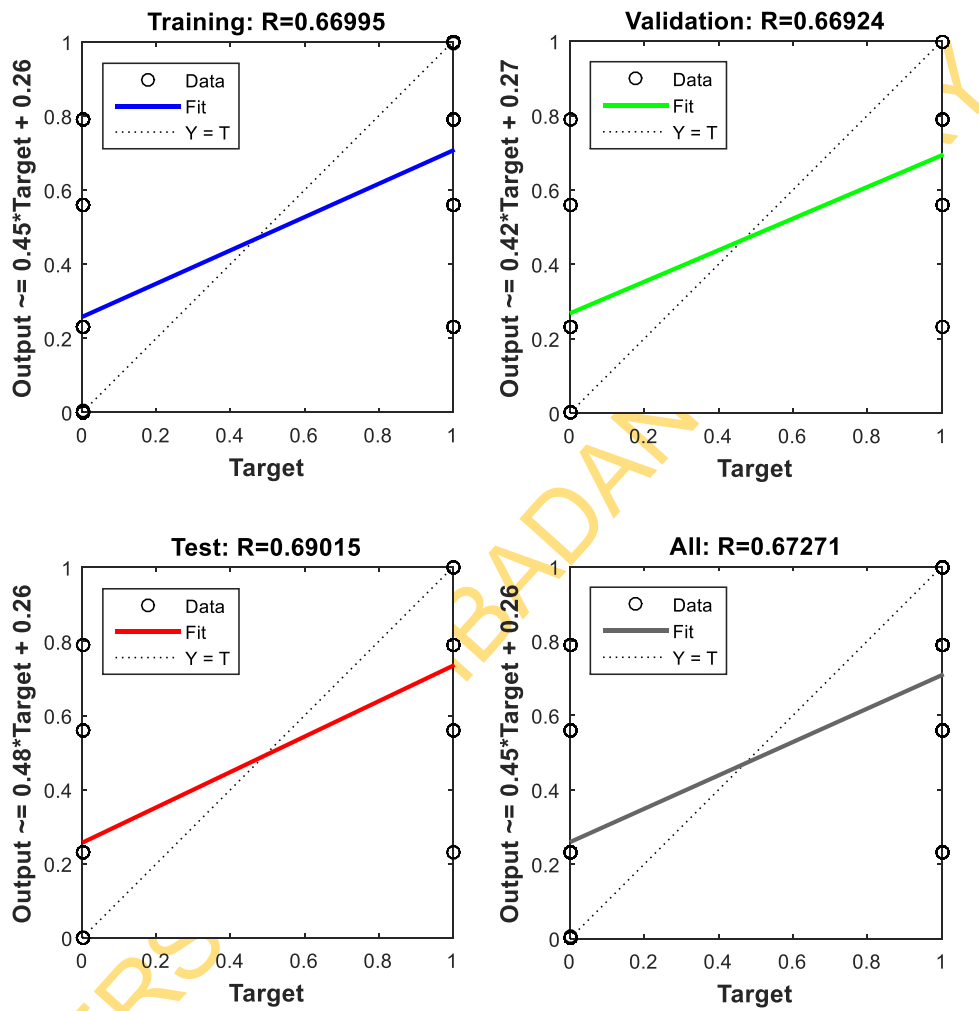 Training: R=0.66995
Output ~= 0.45*Target + 0.26
1
0.8
0.6
0.4
0.2
0
Data
Fit
Y = T
0 0.2 0.4 0.6 0.8 1
Target
Validation: R=0.66924
Output ~= 0.42*Target + 0.27
1
0.8
0.6
0.4
0.2
0
Data
Fit
Y = T
0 0.2 0.4 0.6 0.8 1
Target
Test: R=0.69015
Output ~= 0.48*Target + 0.26
1
0.8
0.6
0.4
0.2
0
Data
Fit
Y = T
0 0.2 0.4 0.6 0.8 1
Target
All: R=0.67271
Output ~= 0.45*Target + 0.26
1
0.8
0.6
0.4
0.2
0
Data
Fit
Y = T
0 0.2 0.4 0.6 0.8 1
Target
IBADAN